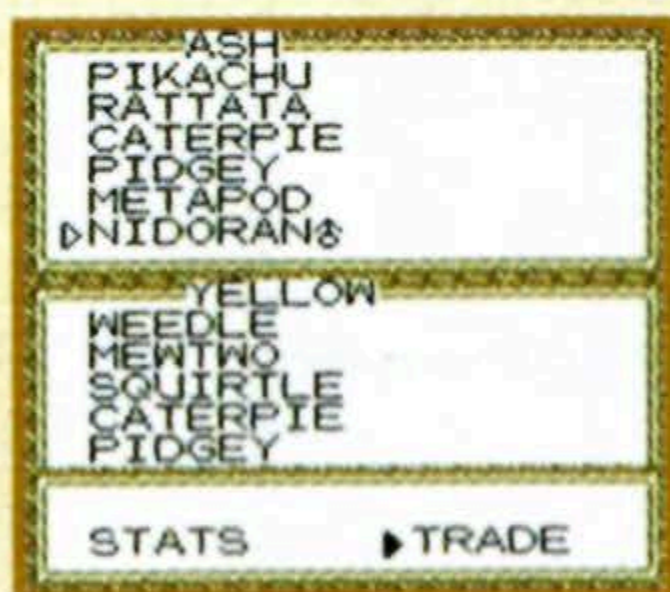 ASH
PIKACHU
RATTATA
CATERPIE
PIDGEY
METAPOD
▷NIDORAN♂
YELLOW
WEEDLE
MEWTWO
SQUIRTLE
CATERPIE
PIDGEY
STATS ▶TRADE